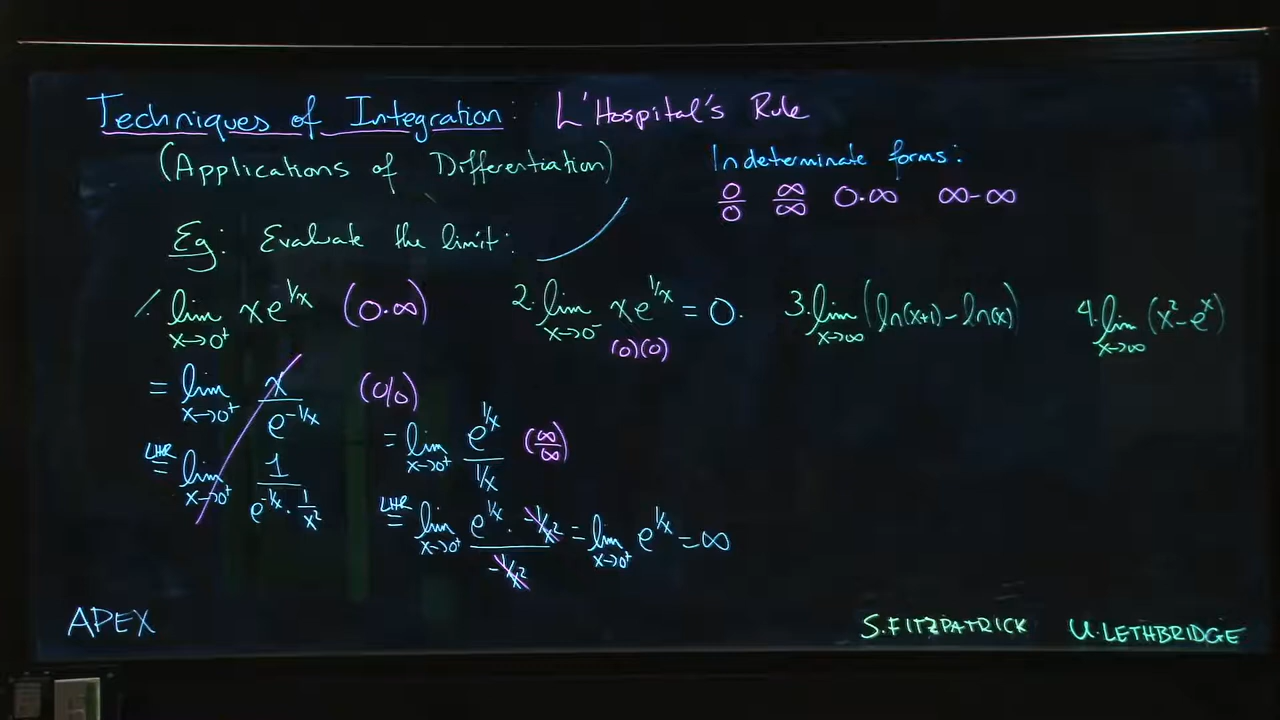 Techniques of Integration: L'Hospital's Rule
(Applications of Differentiation)
Indeterminate forms:
0/0 ∞/∞ 0·∞ ∞-∞
Eg: Evaluate the limit:
1. lim x→0⁺ xe^(1/x) (0·∞)
2. lim x→0⁻ xe^(1/x) = 0.
(0)(0)
3. lim x→∞ (ln(x+1) - ln(x))
4. lim x→∞ (x² - e^x)
= lim x→0⁺ x/e^(-1/x) (0/0)
LHR = lim x→0⁺ 1/(e^(-1/x) · 1/x²)
= lim x→0⁺ e^(1/x)/(1/x) (∞/∞)
LHR = lim x→0⁺ (e^(1/x) · -1/x²)/(-1/x²) = lim x→0⁺ e^(1/x) = ∞
APEX
S. FITZPATRICK U. LETHBRIDGE